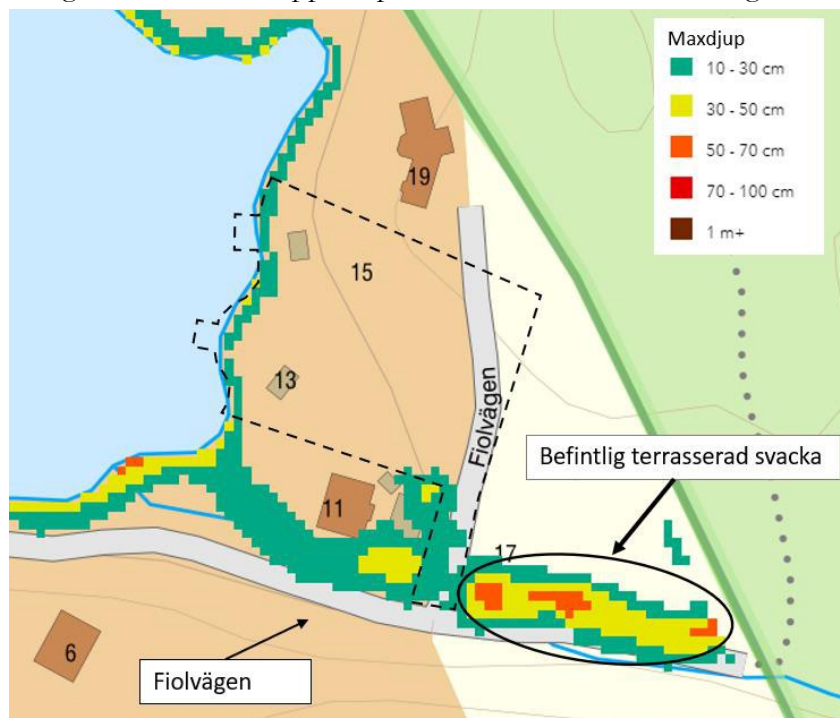 Maxdjup
10 - 30 cm
30 - 50 cm
50 - 70 cm
70 - 100 cm
1 m+
19
15
13
Fiolvägen
Befintlig terrasserad svacka
11
17
6
Fiolvägen